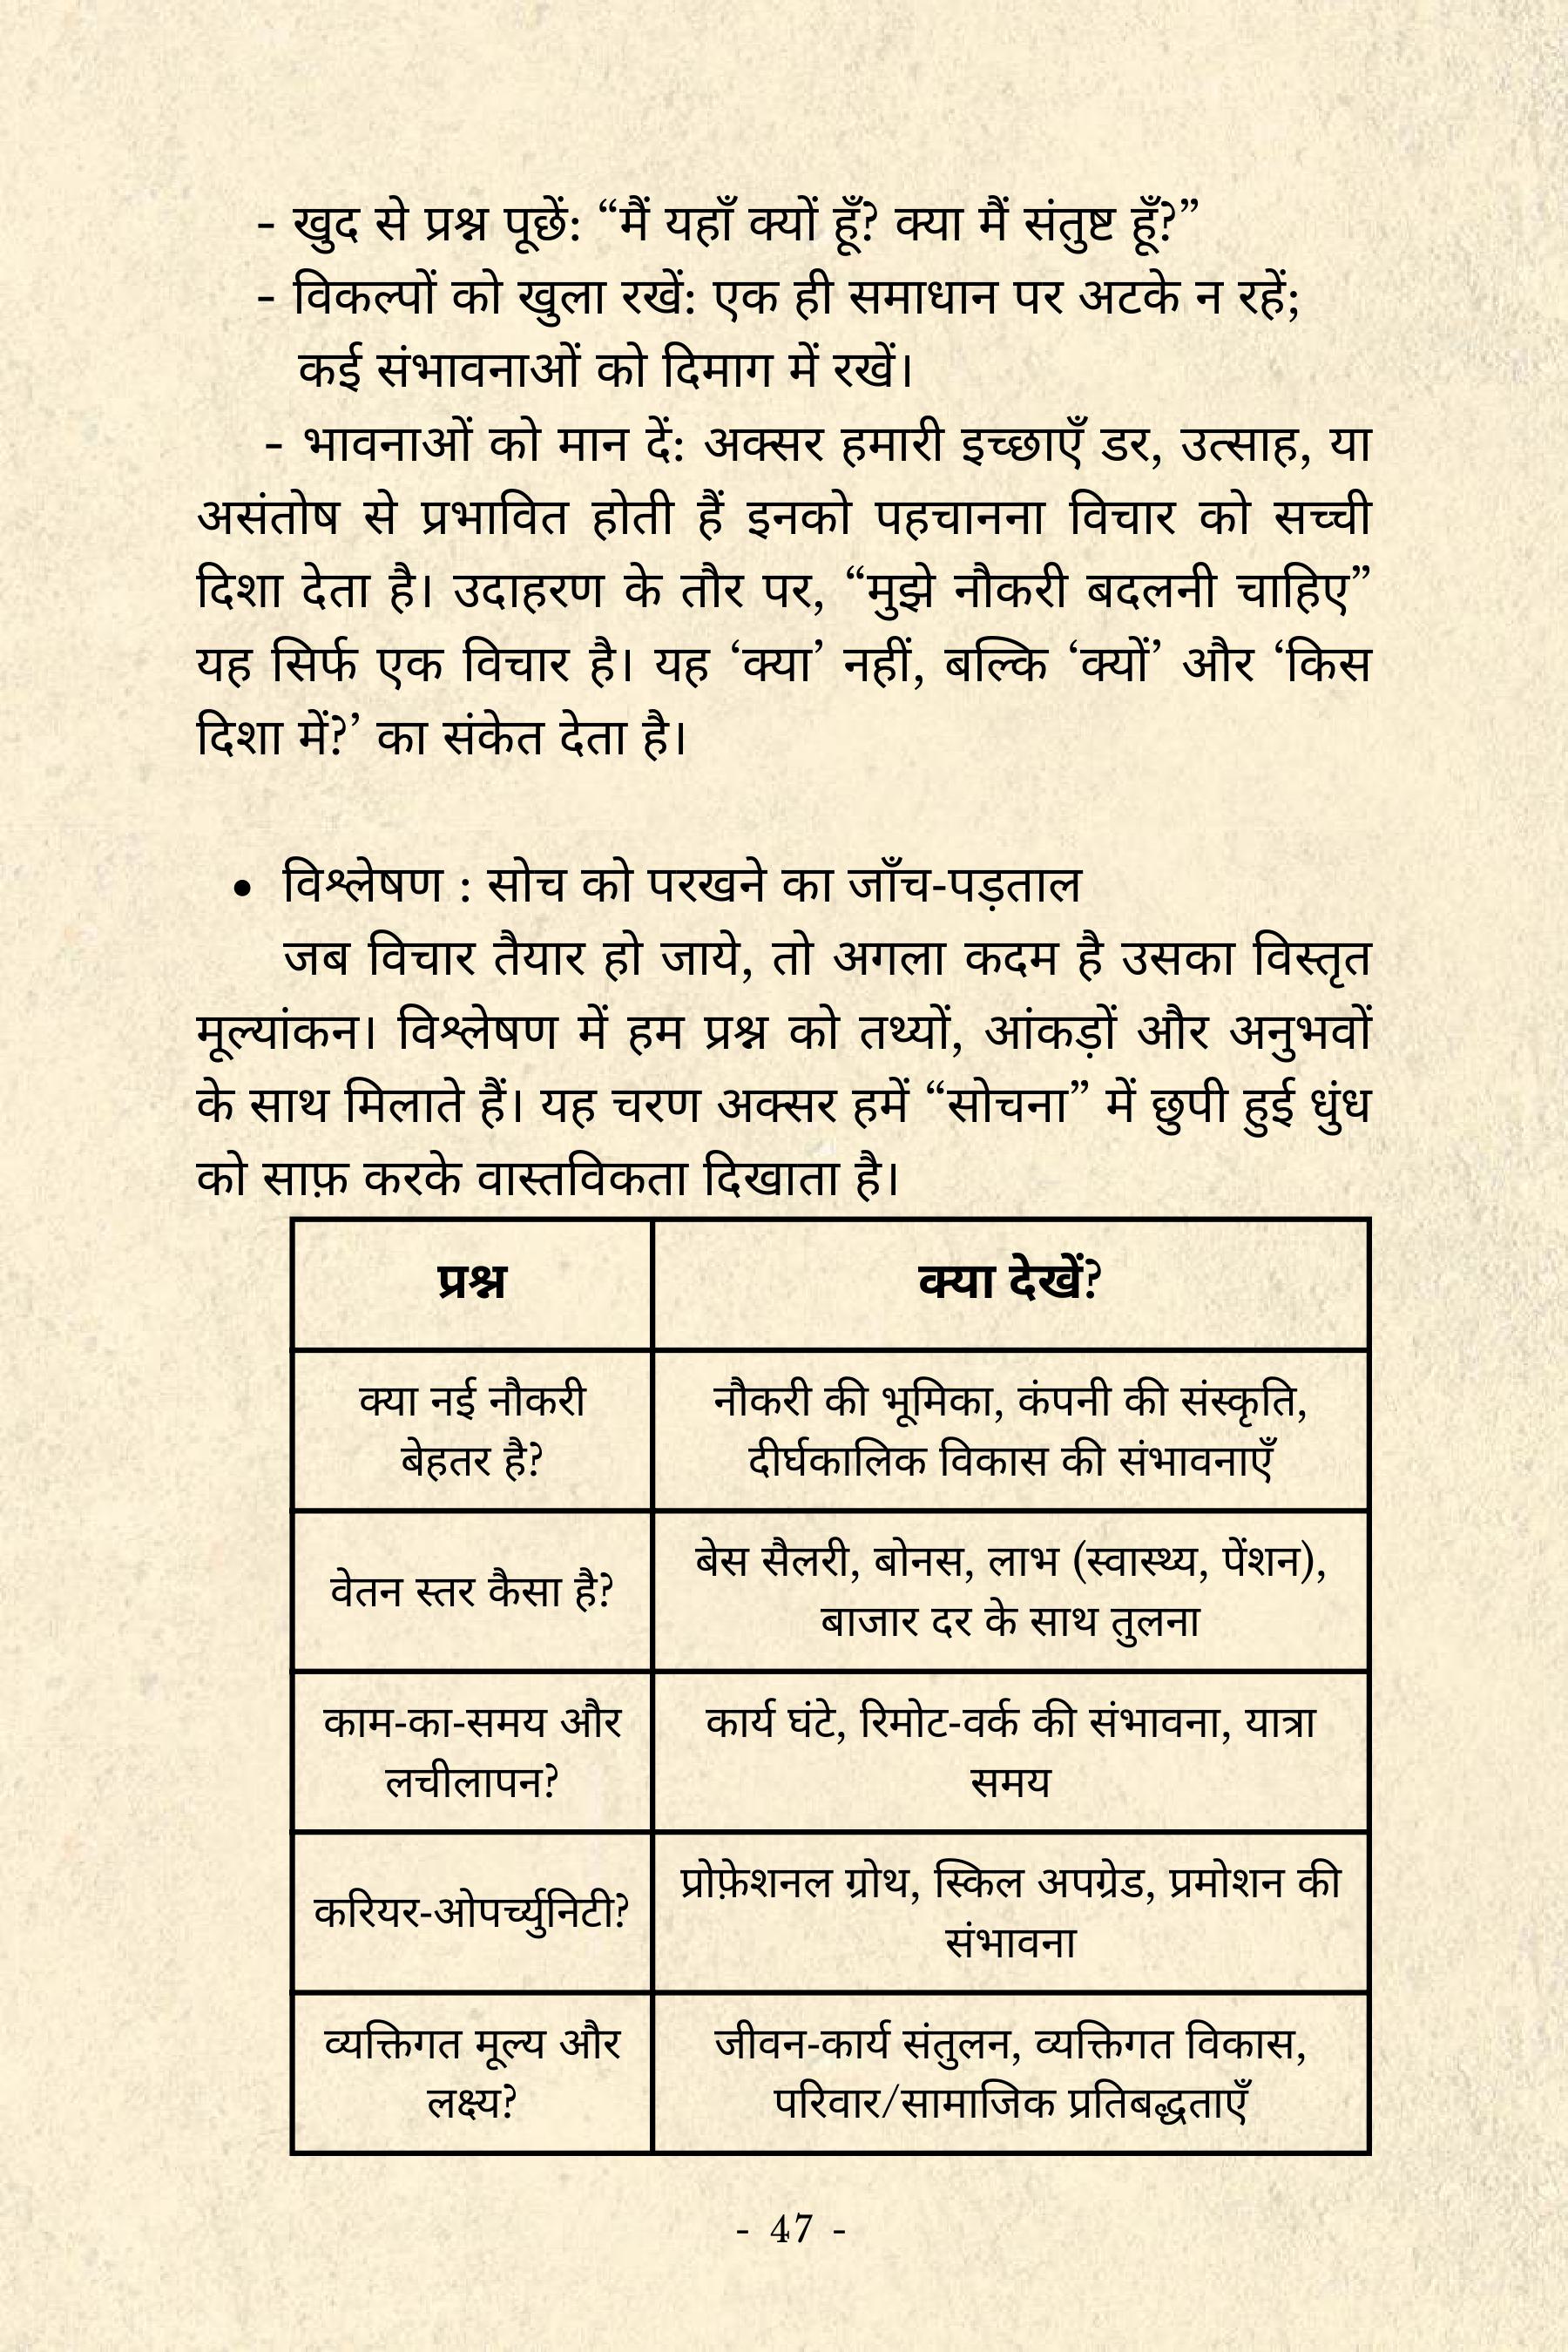 - खुद से प्रश्न पूछें: “मैं यहाँ क्यों हूँ? क्या मैं संतुष्ट हूँ?”
- विकल्पों को खुला रखें: एक ही समाधान पर अटके न रहें;
कई संभावनाओं को दिमाग में रखें।
- भावनाओं को मान दें: अक्सर हमारी इच्छाएँ डर, उत्साह, या
असंतोष से प्रभावित होती हैं इनको पहचानना विचार को सच्ची
दिशा देता है। उदाहरण के तौर पर, “मुझे नौकरी बदलनी चाहिए”
यह सिर्फ एक विचार है। यह ‘क्या’ नहीं, बल्कि ‘क्यों’ और ‘किस
दिशा में?’ का संकेत देता है।
• विश्लेषण : सोच को परखने का जाँच-पड़ताल
जब विचार तैयार हो जाये, तो अगला कदम है उसका विस्तृत
मूल्यांकन। विश्लेषण में हम प्रश्न को तथ्यों, आंकड़ों और अनुभवों
के साथ मिलाते हैं। यह चरण अक्सर हमें “सोचना” में छुपी हुई धुंध
को साफ़ करके वास्तविकता दिखाता है।
प्रश्न
क्या देखें?
क्या नई नौकरी
बेहतर है?
नौकरी की भूमिका, कंपनी की संस्कृति,
दीर्घकालिक विकास की संभावनाएँ
वेतन स्तर कैसा है?
बेस सैलरी, बोनस, लाभ (स्वास्थ्य, पेंशन),
बाजार दर के साथ तुलना
काम-का-समय और
लचीलापन?
कार्य घंटे, रिमोट-वर्क की संभावना, यात्रा
समय
करियर-ओपर्च्युनिटी?
प्रोफ़ेशनल ग्रोथ, स्किल अपग्रेड, प्रमोशन की
संभावना
व्यक्तिगत मूल्य और
लक्ष्य?
जीवन-कार्य संतुलन, व्यक्तिगत विकास,
परिवार/सामाजिक प्रतिबद्धताएँ
- 47 -